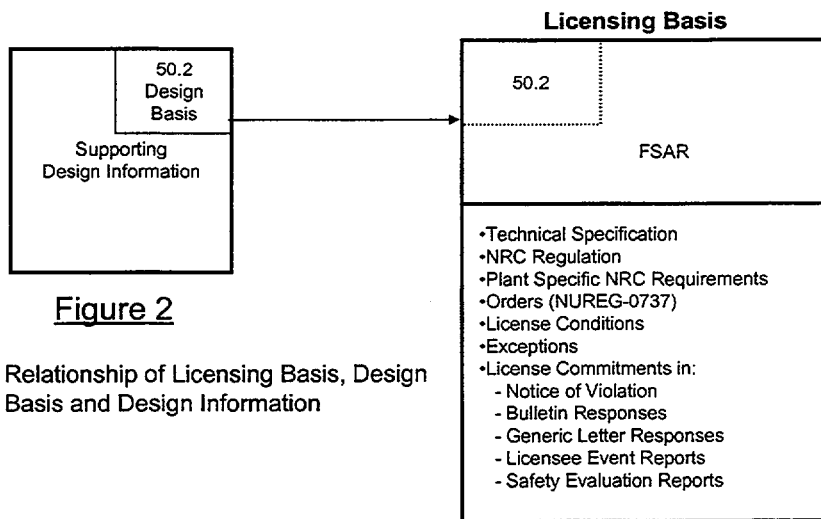 50.2
Design
Basis
Supporting
Design Information
Figure 2
Relationship of Licensing Basis, Design
Basis and Design Information
Licensing Basis
50.2
FSAR
•Technical Specification
•NRC Regulation
•Plant Specific NRC Requirements
•Orders (NUREG-0737)
•License Conditions
•Exceptions
•License Commitments in:
- Notice of Violation
- Bulletin Responses
- Generic Letter Responses
- Licensee Event Reports
- Safety Evaluation Reports